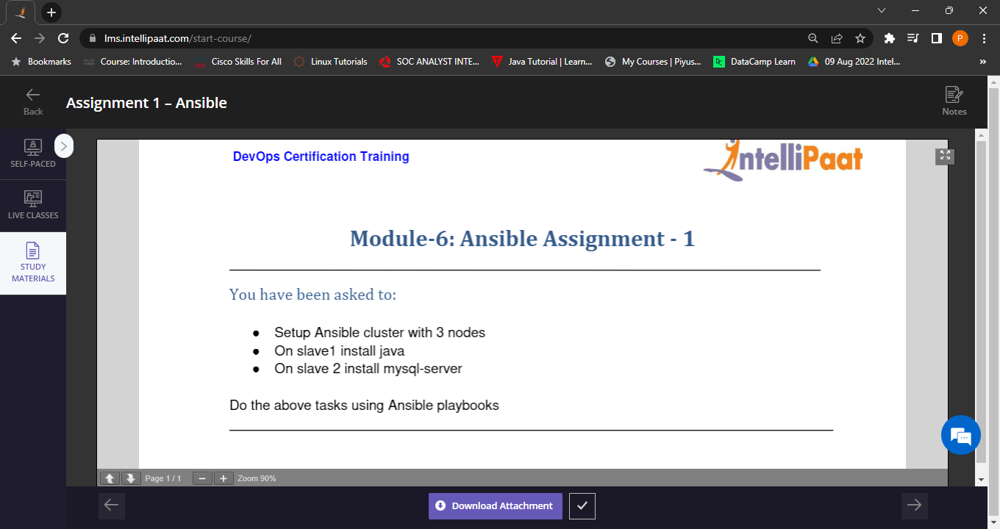 lms.intellipaat.com/start-course/
P
Bookmarks
Course: Introductio...
Cisco Skills For All
Linux Tutorials
SOC ANALYST INTE...
Java Tutorial | Learn...
My Courses | Piyus...
DC
DataCamp Learn
09 Aug 2022 Intel...
»
Back
Assignment 1 – Ansible
Notes
SELF-PACED
LIVE CLASSES
STUDY
MATERIALS
DevOps Certification Training
IntelliPaat
Module-6: Ansible Assignment - 1
You have been asked to:
● Setup Ansible cluster with 3 nodes
● On slave1 install java
● On slave 2 install mysql-server
Do the above tasks using Ansible playbooks
Page 1 / 1
Zoom 90%
Download Attachment